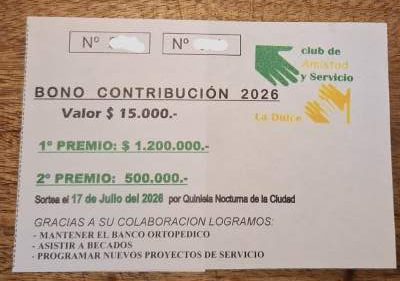 Nº
Nº
club de
Amistad
y Servicio
La Dulce
BONO CONTRIBUCIÓN 2026
Valor $ 15.000.-
1º PREMIO: $ 1.200.000.-
2º PREMIO: 500.000.-
Sortea el 17 de Julio del 2026 por Quiniela Nocturna de la Ciudad
GRACIAS A SU COLABORACION LOGRAMOS:
- MANTENER EL BANCO ORTOPEDICO
- ASISTIR A BECADOS
- PROGRAMAR NUEVOS PROYECTOS DE SERVICIO